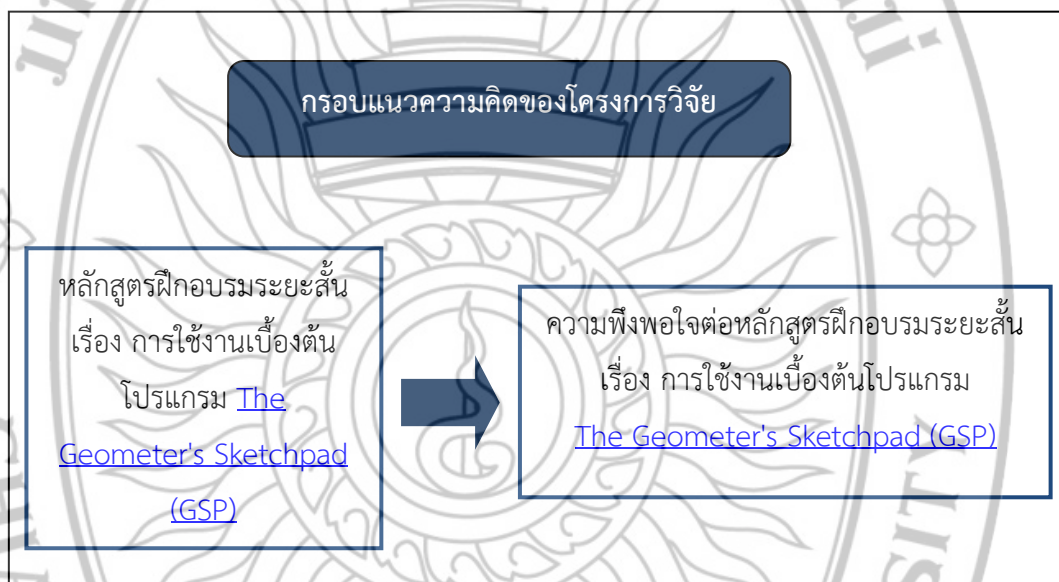 กรอบแนวความคิดของโครงการวิจัย
หลักสูตรฝึกอบรมระยะสั้น
เรื่อง การใช้งานเบื้องต้น
โปรแกรม The
Geometer's Sketchpad
(GSP)
ความพึงพอใจต่อหลักสูตรฝึกอบรมระยะสั้น
เรื่อง การใช้งานเบื้องต้นโปรแกรม
The Geometer's Sketchpad (GSP)